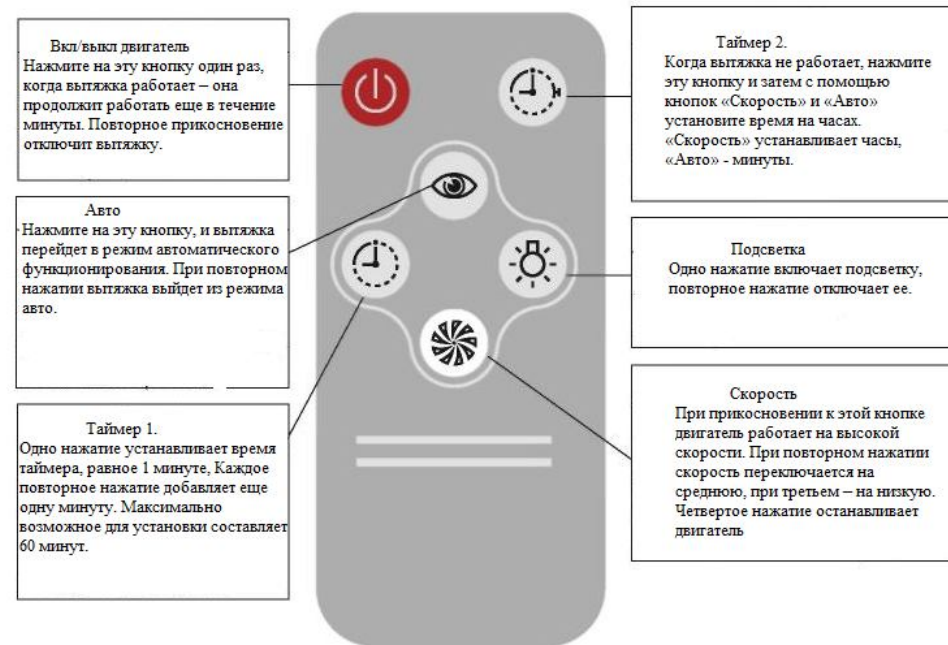 Вкл/выкл двигатель
Нажмите на эту кнопку один раз,
когда вытяжка работает – она
продолжит работать еще в течение
минуты. Повторное прикосновение
отключит вытяжку.
Авто
Нажмите на эту кнопку, и вытяжка
перейдет в режим автоматического
функционирования. При повторном
нажатии вытяжка выйдет из режима
авто.
Таймер 1.
Одно нажатие устанавливает время
таймера, равное 1 минуте, Каждое
повторное нажатие добавляет еще
одну минуту. Максимально
возможное для установки составляет
60 минут.
Таймер 2.
Когда вытяжка не работает, нажмите
эту кнопку и затем с помощью
кнопок «Скорость» и «Авто»
установите время на часах.
«Скорость» устанавливает часы,
«Авто» - минуты.
Подсветка
Одно нажатие включает подсветку,
повторное нажатие отключает ее.
Скорость
При прикосновении к этой кнопке
двигатель работает на высокой
скорости. При повторном нажатии
скорость переключается на
среднюю, при третьем – на низкую.
Четвертое нажатие останавливает
двигатель